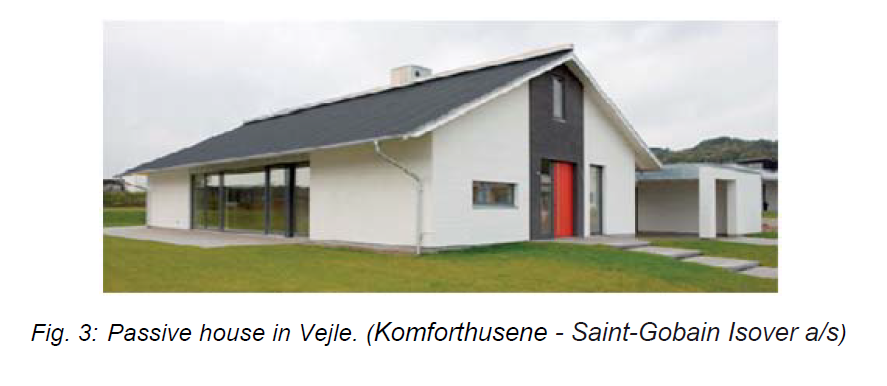 Fig. 3: Passive house in Vejle. (Komforthusene - Saint-Gobain Isover a/s)